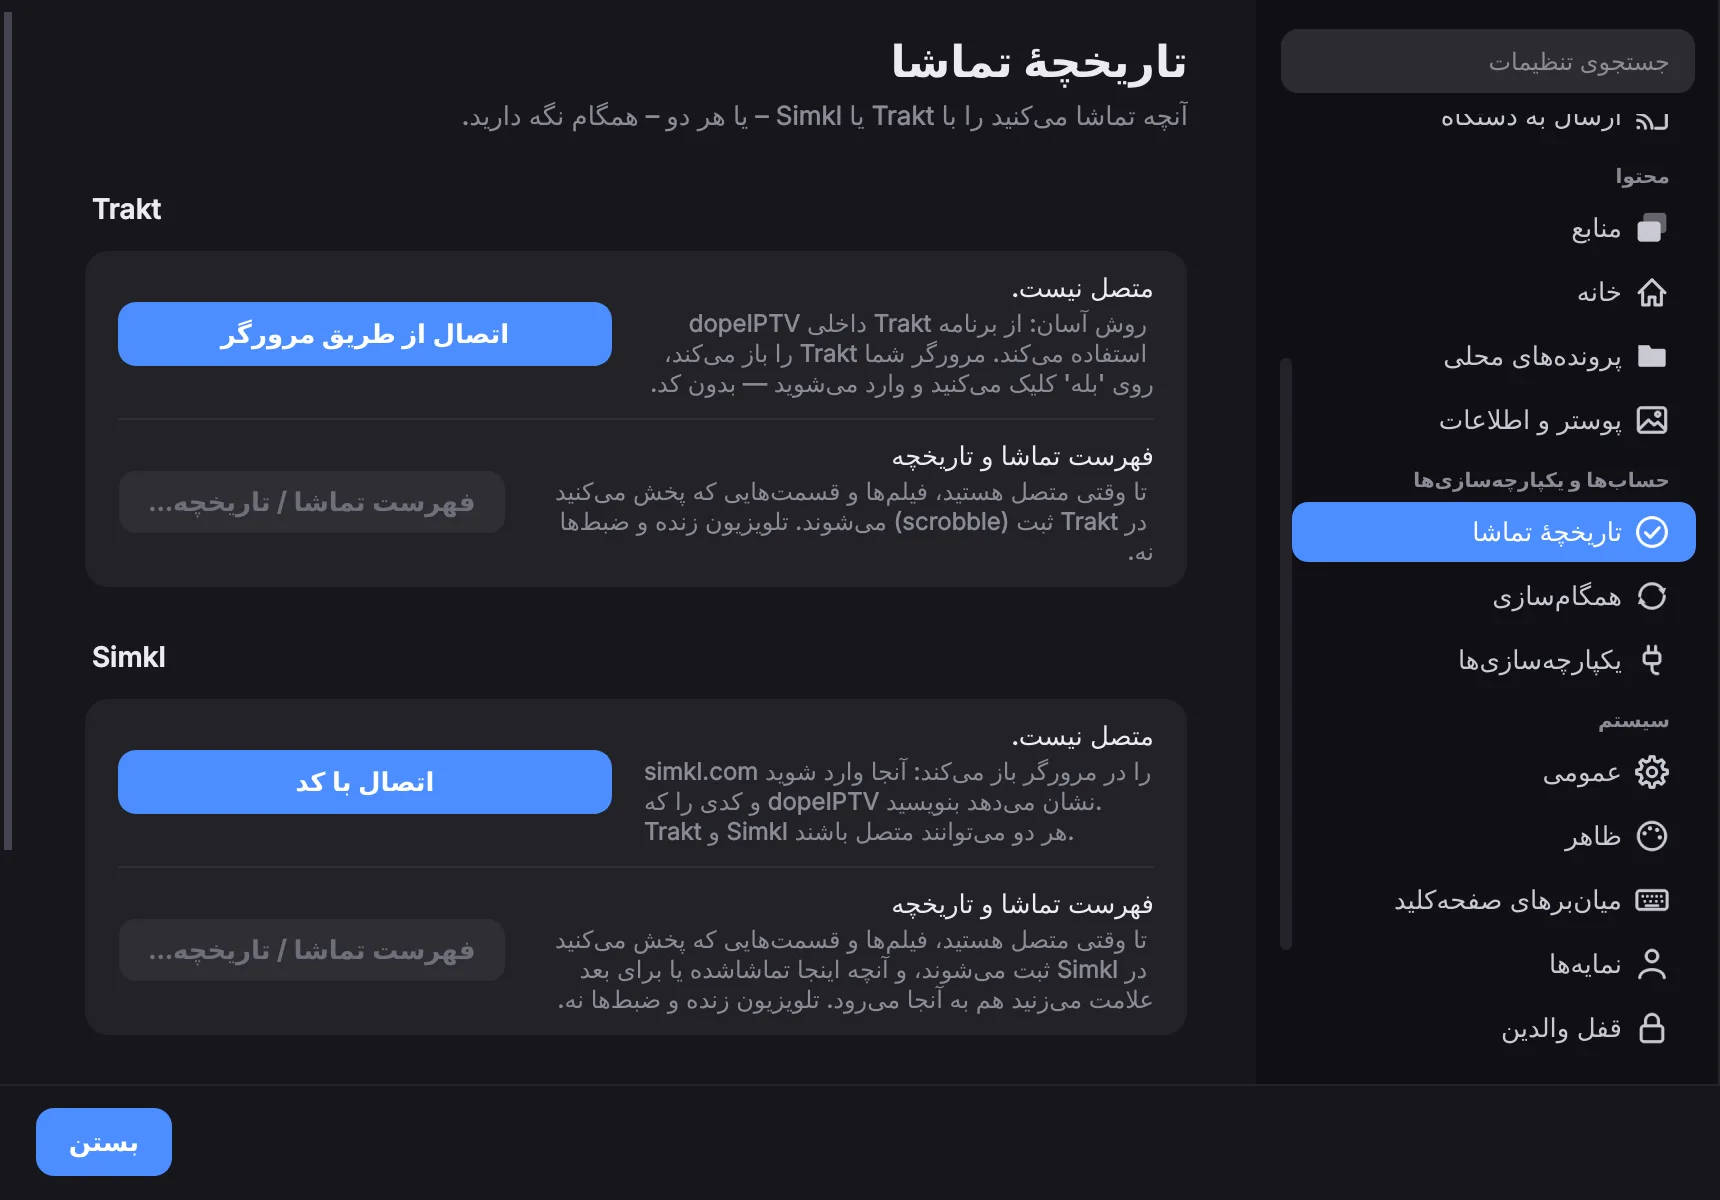 جستجوی تنظیمات
ارسال به دستگاه
محتوا
منابع
خانه
پرونده‌های محلی
پوستر و اطلاعات
حساب‌ها و یکپارچه‌سازی‌ها
تاریخچهٔ تماشا
همگام‌سازی
یکپارچه‌سازی‌ها
سیستم
عمومی
ظاهر
میان‌برهای صفحه‌کلید
نمایه‌ها
قفل والدین
تاریخچهٔ تماشا
آنچه تماشا می‌کنید را با Trakt یا Simkl – یا هر دو – همگام نگه دارید.
Trakt
متصل نیست.
روش آسان: از برنامه Trakt داخلی dopeIPTV
استفاده می‌کند. مرورگر شما Trakt را باز می‌کند،
روی 'بله' کلیک می‌کنید و وارد می‌شوید — بدون کد.
اتصال از طریق مرورگر
فهرست تماشا و تاریخچه
تا وقتی متصل هستید، فیلم‌ها و قسمت‌هایی که پخش می‌کنید
در Trakt ثبت (scrobble) می‌شوند. تلویزیون زنده و ضبط‌ها
نه.
فهرست تماشا / تاریخچه...
Simkl
متصل نیست.
simkl.com را در مرورگر باز می‌کند: آنجا وارد شوید
و کدی را که dopeIPTV نشان می‌دهد بنویسید.
Trakt و Simkl هر دو می‌توانند متصل باشند.
اتصال با کد
فهرست تماشا و تاریخچه
تا وقتی متصل هستید، فیلم‌ها و قسمت‌هایی که پخش می‌کنید
در Simkl ثبت می‌شوند، و آنچه اینجا تماشاشده یا برای بعد
علامت می‌زنید هم به آنجا می‌رود. تلویزیون زنده و ضبط‌ها نه.
فهرست تماشا / تاریخچه...
بستن